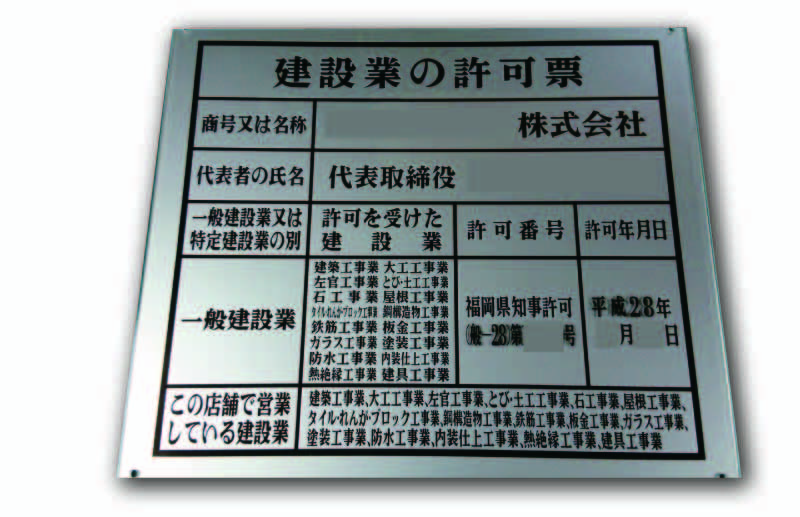 建設業の許可票
商号又は名称 株式会社
代表者の氏名 代表取締役
一般建設業又は
特定建設業の別
許可を受けた
建設業
許可番号
許可年月日
一般建設業
建築工事業 大工工事業
左官工事業 とび・土工工事業
石工事業 屋根工事業
タイル・れんが・ブロック工事業 鋼構造物工事業
鉄筋工事業 板金工事業
ガラス工事業 塗装工事業
防水工事業 内装仕上工事業
熱絶縁工事業 建具工事業
福岡県知事許可
(般-28)第 号
平成28年
月 日
この店舗で営業
している建設業
建築工事業、大工工事業、左官工事業、とび・土工工事業、石工事業、屋根工事業、
タイル・れんが・ブロック工事業、鋼構造物工事業、鉄筋工事業、板金工事業、ガラス工事業、
塗装工事業、防水工事業、内装仕上工事業、熱絶縁工事業、建具工事業